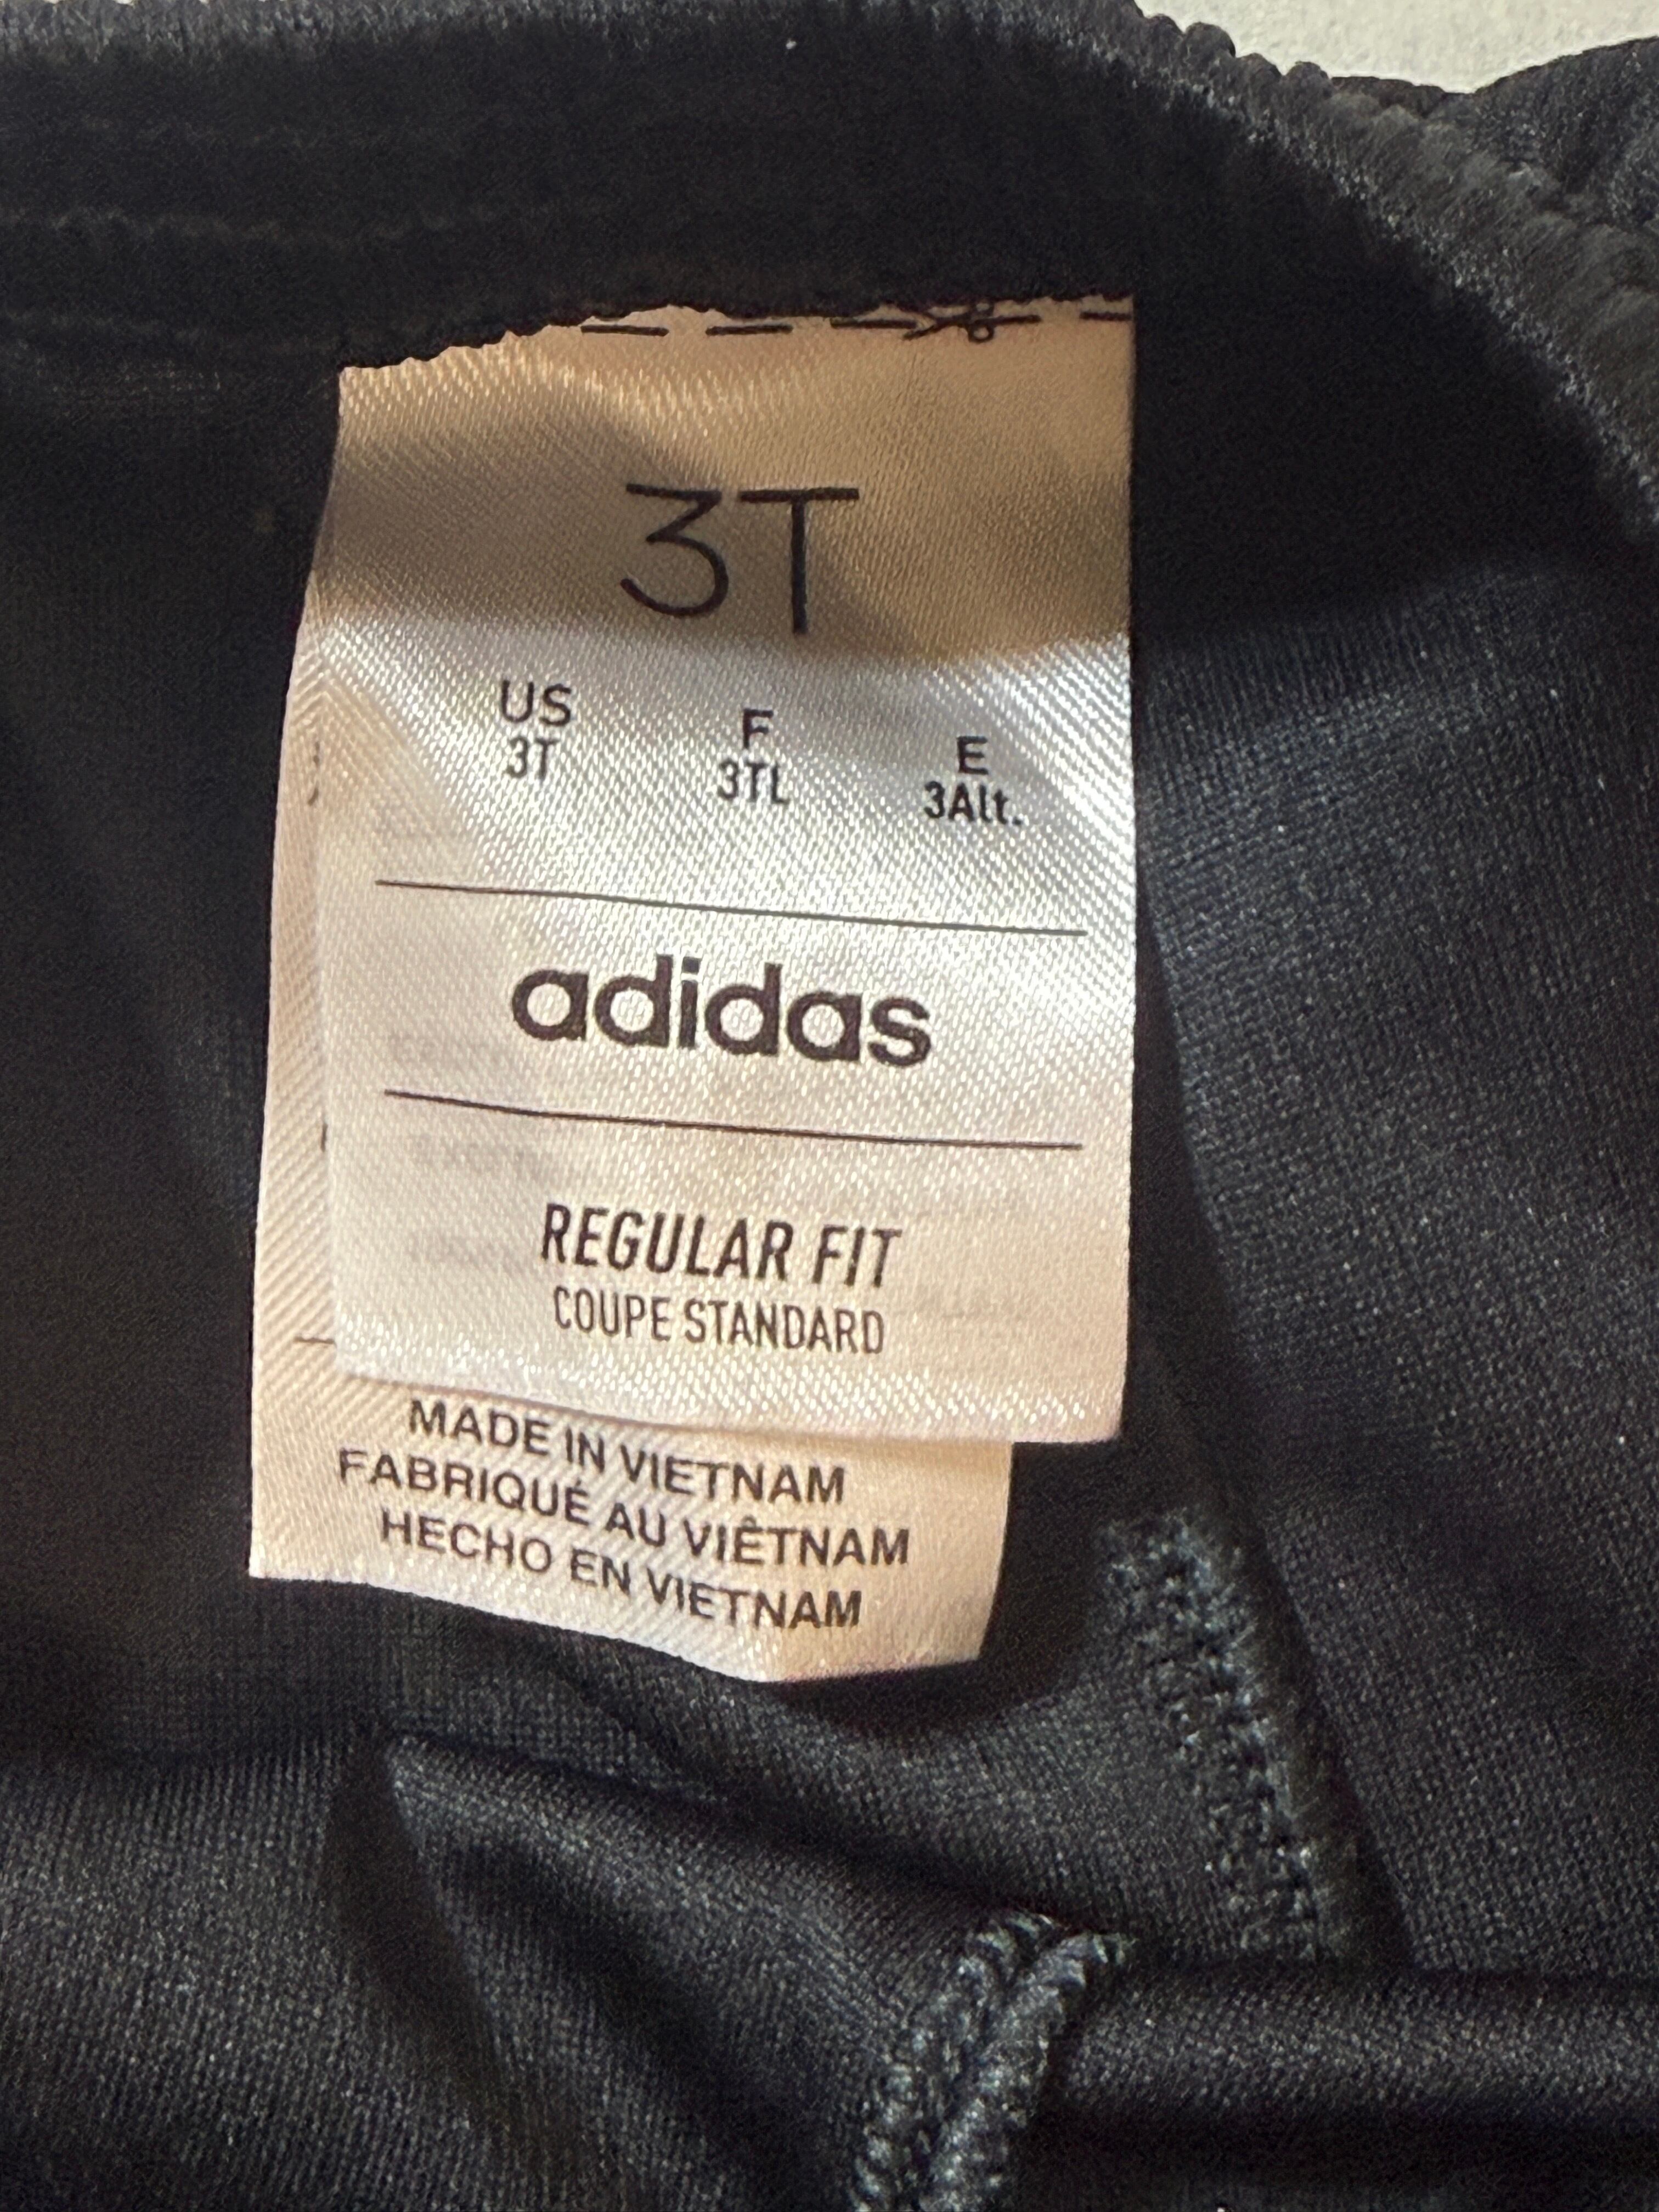 3T
US F E
3T 3TL 3Alt.
adidas
REGULAR FIT
COUPE STANDARD
MADE IN VIETNAM
FABRIQUÉ AU VIÊTNAM
HECHO EN VIETNAM